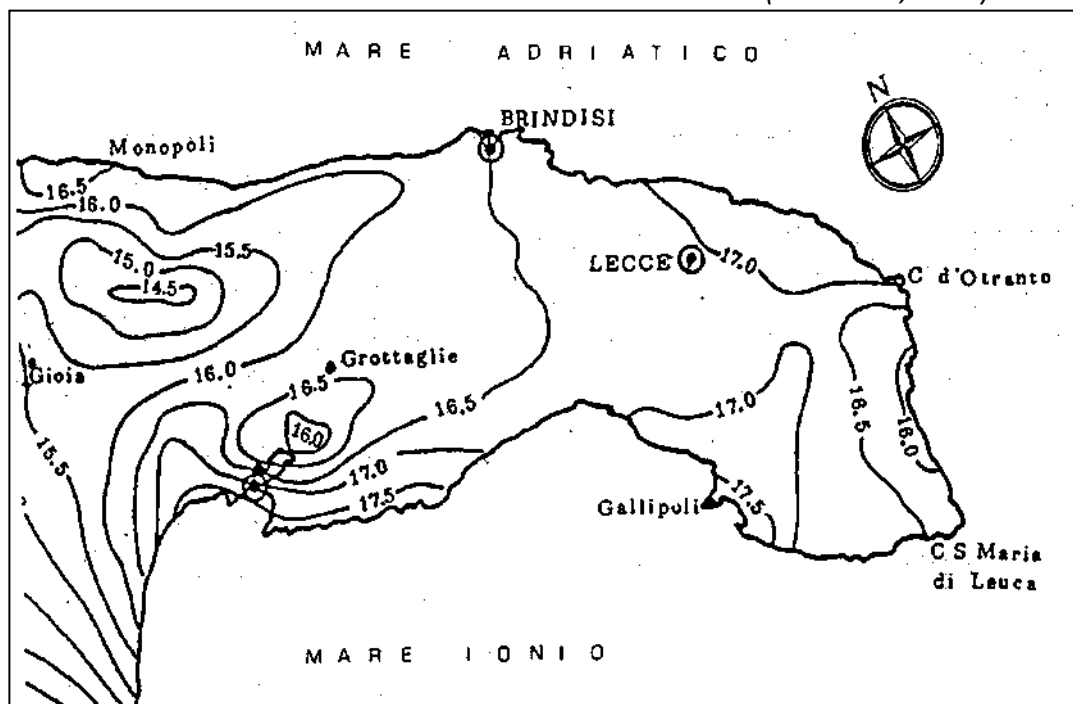 MARE ADRIATICO
N
BRINDISI
Monopoli
16.5
16.0
15.5
15.0
14.5
LECCE
17.0
C d'Otranto
Gioia
Grottaglie
16.0
16.5
16.0
16.5
15.5
17.0
17.5
17.0
16.5
16.0
Gallipoli
17.5
C S Maria
di Leuca
MARE IONIO